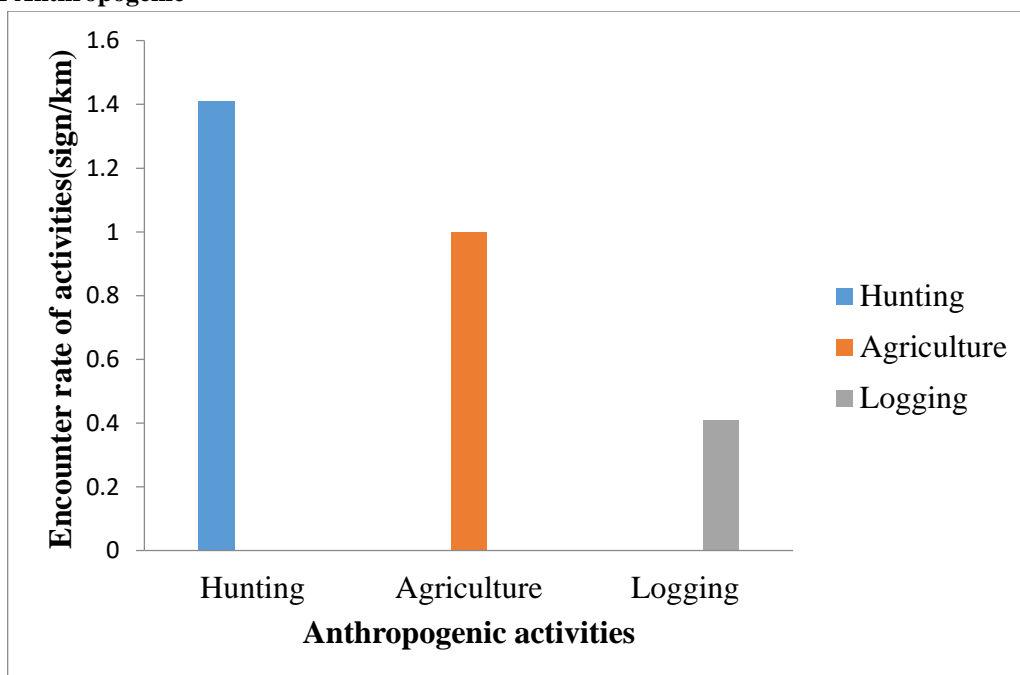 Anthropogenic
1.6
1.4
1.2
1
0.8
0.6
0.4
0.2
0
Encounter rate of activities(sign/km)
Hunting
Agriculture
Logging
Anthropogenic activities
Hunting
Agriculture
Logging